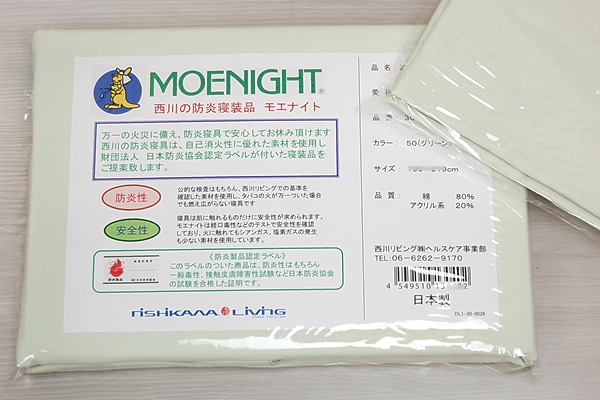 MOENIGHT®
西川の防炎寝装品 モエナイト
万一の火災に備え、防炎寝具で安心してお休み頂けます
西川の防炎寝具は、自己消火性に優れた素材を使用し
財団法人 日本防炎協会認定ラベルが付いた寝装品を
ご提案致します。
防炎性
公的な検査はもちろん、西川リビングでの基準を
確認した素材を使用し、タバコの火が万一ついた場合
でも燃え広がらない寝具です
安全性
寝具は肌に触れるものだけに安全性が求められます。
モエナイトは経口毒性などのテストで安全性を確認
しており、火に触れてもシアンガス、塩素ガスの発生
も少ない素材を使用しています。
《防炎製品認定ラベル》
このラベルのついた商品は、防炎性はもちろん
一般毒性、接触皮膚障害性試験など日本防炎協会
の試験を合格した証明です。
nishikawa Living
品 名
品 番
カラー: 50(グリーン)
サイズ:
品 質: 綿 80%
アクリル系 20%
西川リビング㈱ヘルスケア事業部
TEL:06-6262-9170
4 549510
日本製
DL1-30-0026